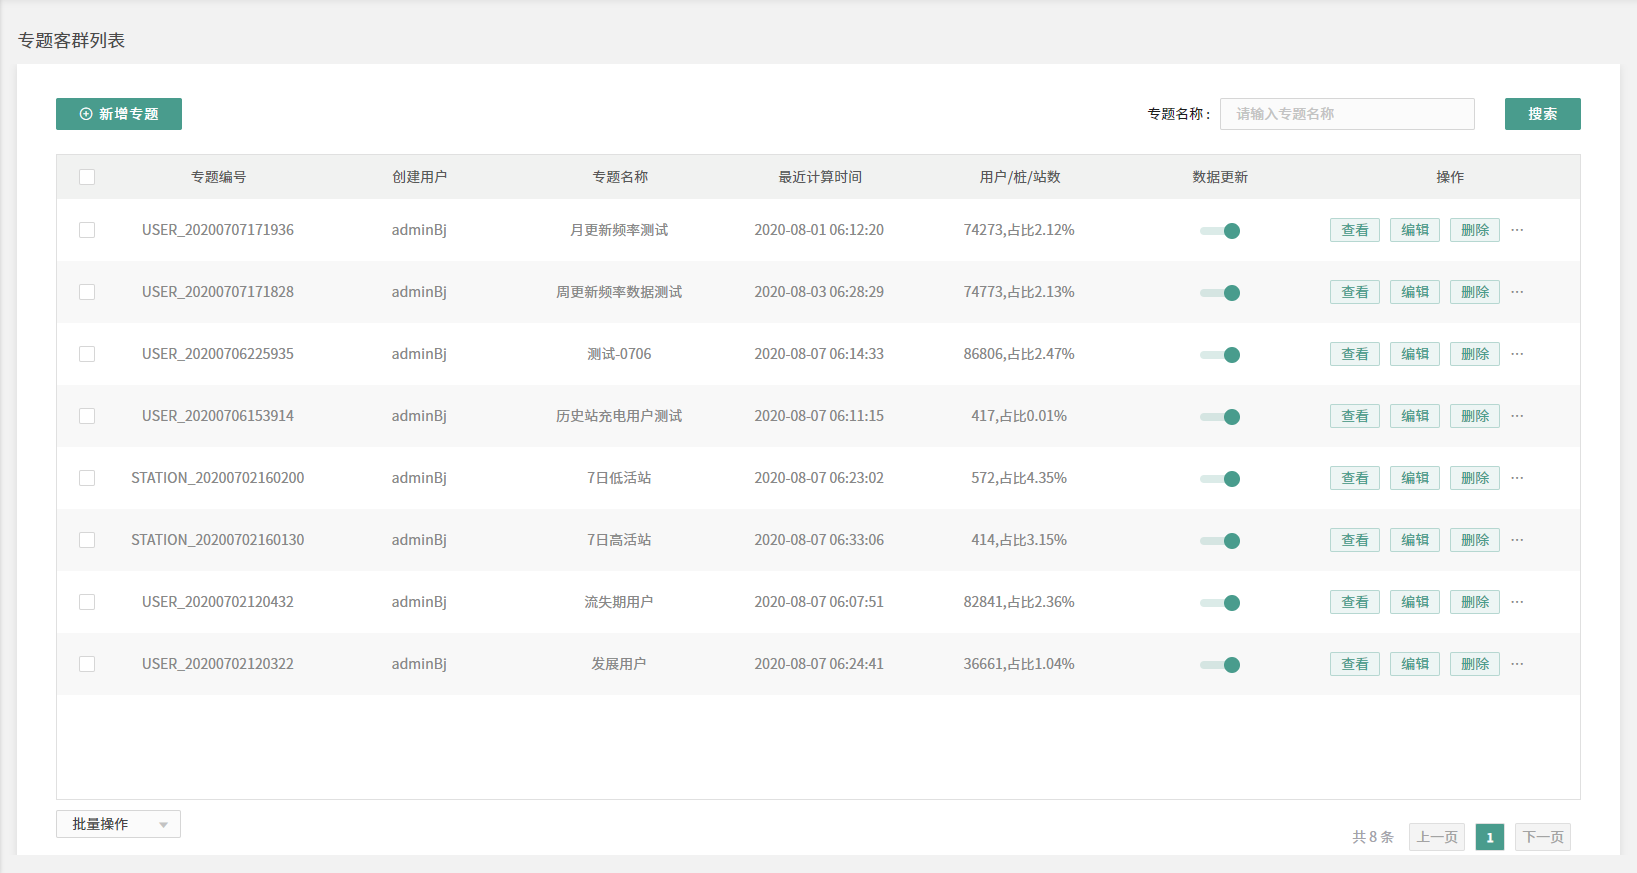 专题客群列表
新增专题 专题名称: 请输入专题名称 搜索
专题编号 创建用户 专题名称 最近计算时间 用户/桩/站数 数据更新 操作
USER_20200707171936 adminBj 月更新频率测试 2020-08-01 06:12:20 74273,占比2.12% 查看 编辑 删除 ...
USER_20200707171828 adminBj 周更新频率数据测试 2020-08-03 06:28:29 74773,占比2.13% 查看 编辑 删除 ...
USER_20200706225935 adminBj 测试-0706 2020-08-07 06:14:33 86806,占比2.47% 查看 编辑 删除 ...
USER_20200706153914 adminBj 历史站充电用户测试 2020-08-07 06:11:15 417,占比0.01% 查看 编辑 删除 ...
STATION_20200702160200 adminBj 7日低活站 2020-08-07 06:23:02 572,占比4.35% 查看 编辑 删除 ...
STATION_20200702160130 adminBj 7日高活站 2020-08-07 06:33:06 414,占比3.15% 查看 编辑 删除 ...
USER_20200702120432 adminBj 流失期用户 2020-08-07 06:07:51 82841,占比2.36% 查看 编辑 删除 ...
USER_20200702120322 adminBj 发展用户 2020-08-07 06:24:41 36661,占比1.04% 查看 编辑 删除 ...
批量操作
共 8 条 上一页 1 下一页